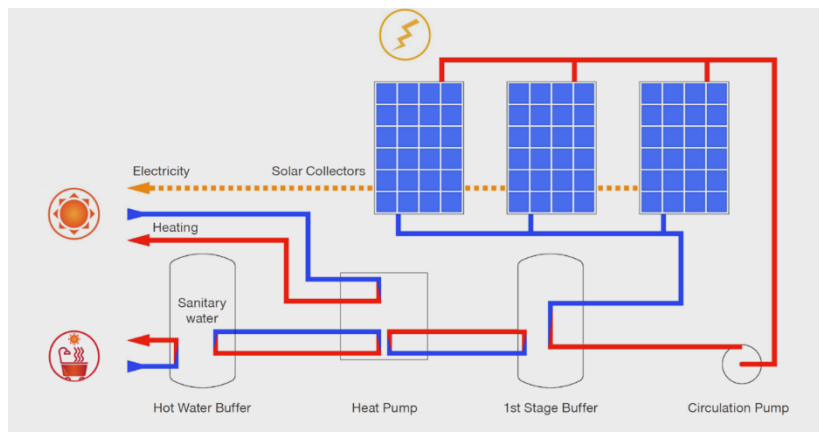 Electricity
Solar Collectors
Heating
Sanitary
water
Hot Water Buffer
Heat Pump
1st Stage Buffer
Circulation Pump